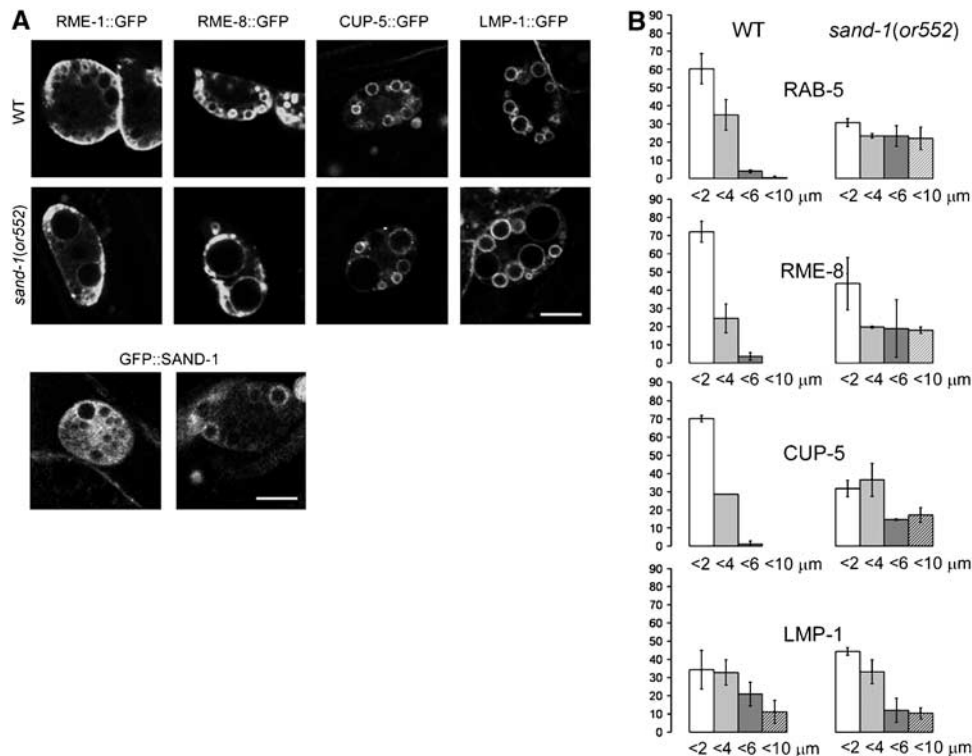 A
RME-1::GFP RME-8::GFP CUP-5::GFP LMP-1::GFP
WT
sand-1(or552)
GFP::SAND-1
B
WT sand-1(or552)
RAB-5
90
80
70
60
50
40
30
20
10
0
<2 <4 <6 <10 μm <2 <4 <6 <10 μm
RME-8
90
80
70
60
50
40
30
20
10
0
<2 <4 <6 <10 μm <2 <4 <6 <10 μm
CUP-5
90
80
70
60
50
40
30
20
10
0
<2 <4 <6 <10 μm <2 <4 <6 <10 μm
LMP-1
90
80
70
60
50
40
30
20
10
0
<2 <4 <6 <10 μm <2 <4 <6 <10 μm